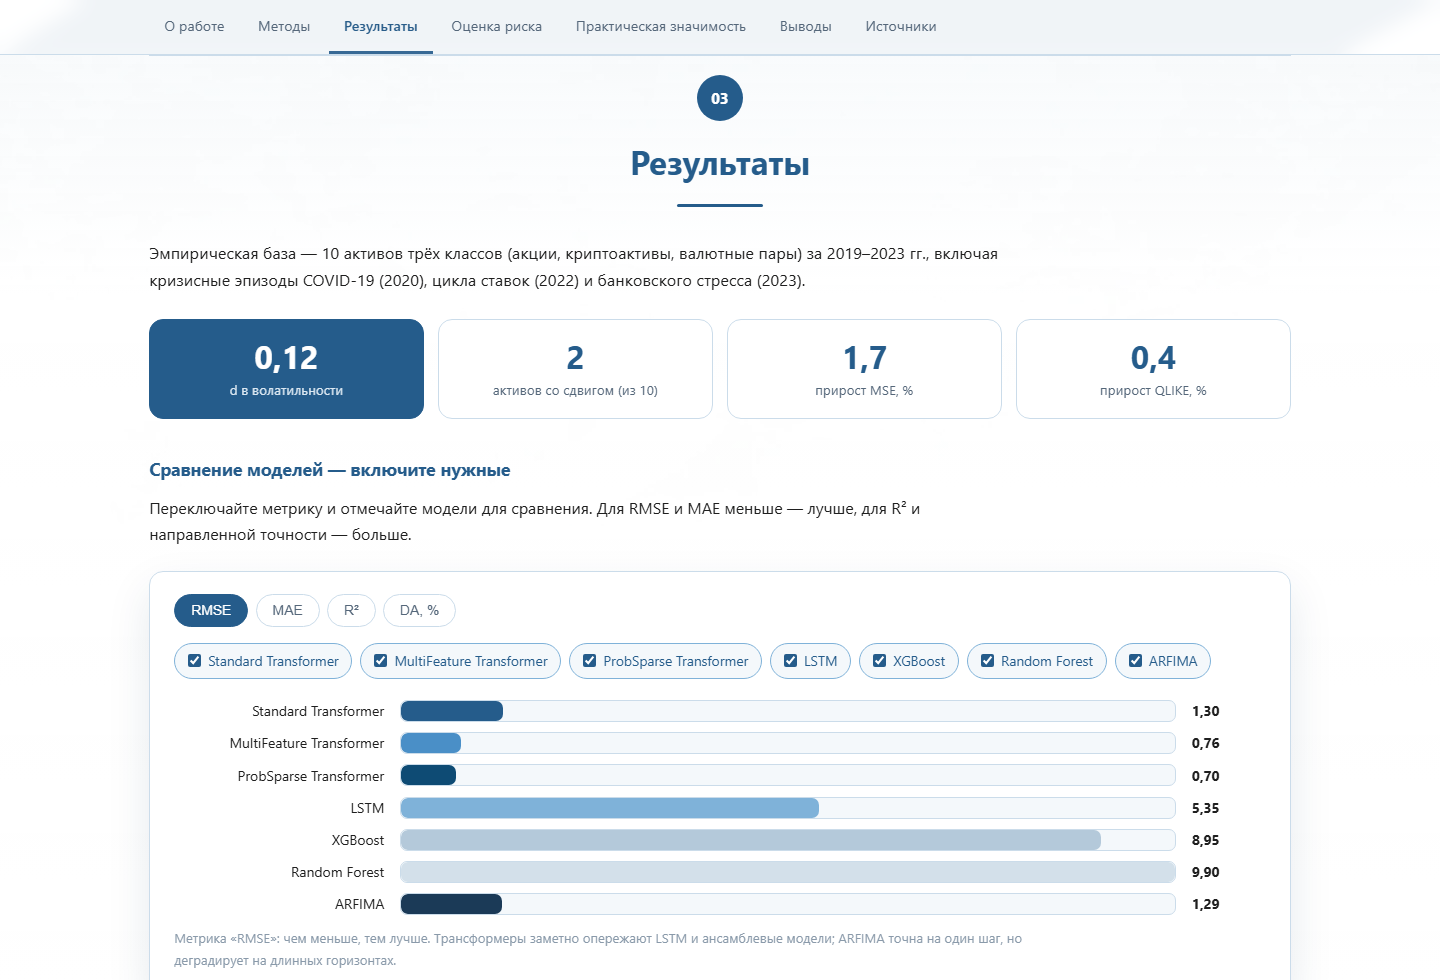 О работе
Методы
Результаты
Оценка риска
Практическая значимость
Выводы
Источники
03
Результаты
Эмпирическая база — 10 активов трёх классов (акции, криптоактивы, валютные пары) за 2019–2023 гг., включая
кризисные эпизоды COVID-19 (2020), цикла ставок (2022) и банковского стресса (2023).
0,12
d в волатильности
2
активов со сдвигом (из 10)
1,7
прирост MSE, %
0,4
прирост QLIKE, %
Сравнение моделей — включите нужные
Переключайте метрику и отмечайте модели для сравнения. Для RMSE и MAE меньше — лучше, для R² и
направленной точности — больше.
RMSE
MAE
R²
DA, %
Standard Transformer
MultiFeature Transformer
ProbSparse Transformer
LSTM
XGBoost
Random Forest
ARFIMA
Standard Transformer 1,30
MultiFeature Transformer 0,76
ProbSparse Transformer 0,70
LSTM 5,35
XGBoost 8,95
Random Forest 9,90
ARFIMA 1,29
Метрика «RMSE»: чем меньше, тем лучше. Трансформеры заметно опережают LSTM и ансамблевые модели; ARFIMA точна на один шаг, но
деградирует на длинных горизонтах.